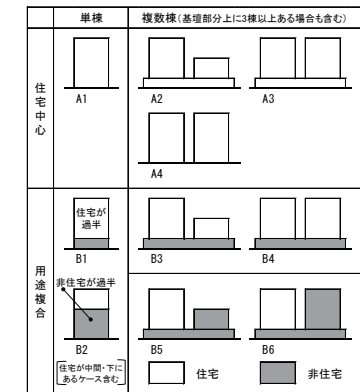 単棟
複数棟(基壇部分上に3棟以上ある場合も含む)
住宅中心
A1
A2
A3
A4
用途複合
住宅が
過半
B1
B3
B4
非住宅が過半
B2
B5
B6
住宅が中間・下に
あるケース含む
住宅
非住宅